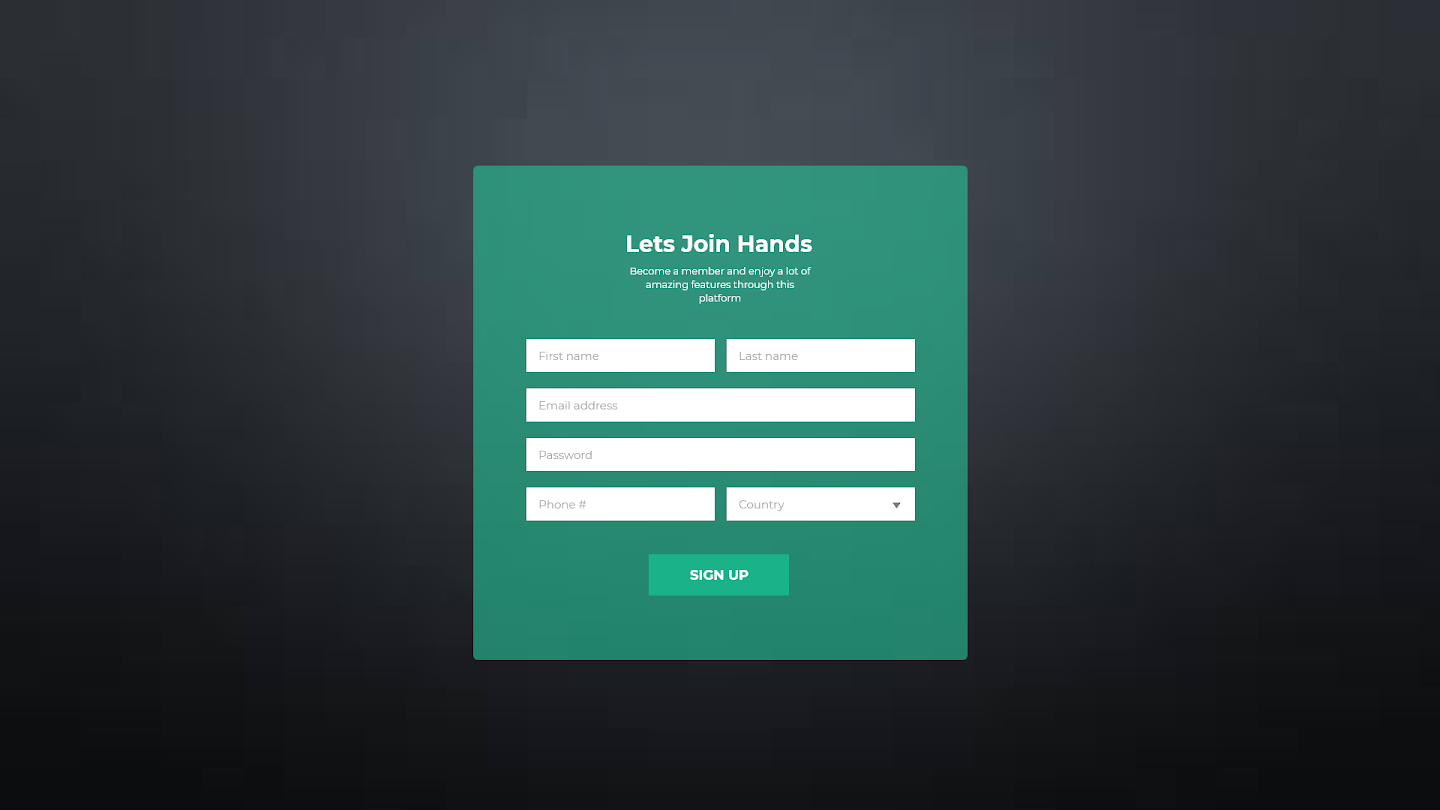 Lets Join Hands
Become a member and enjoy a lot of
amazing features through this
platform
First name
Last name
Email address
Password
Phone #
Country
SIGN UP